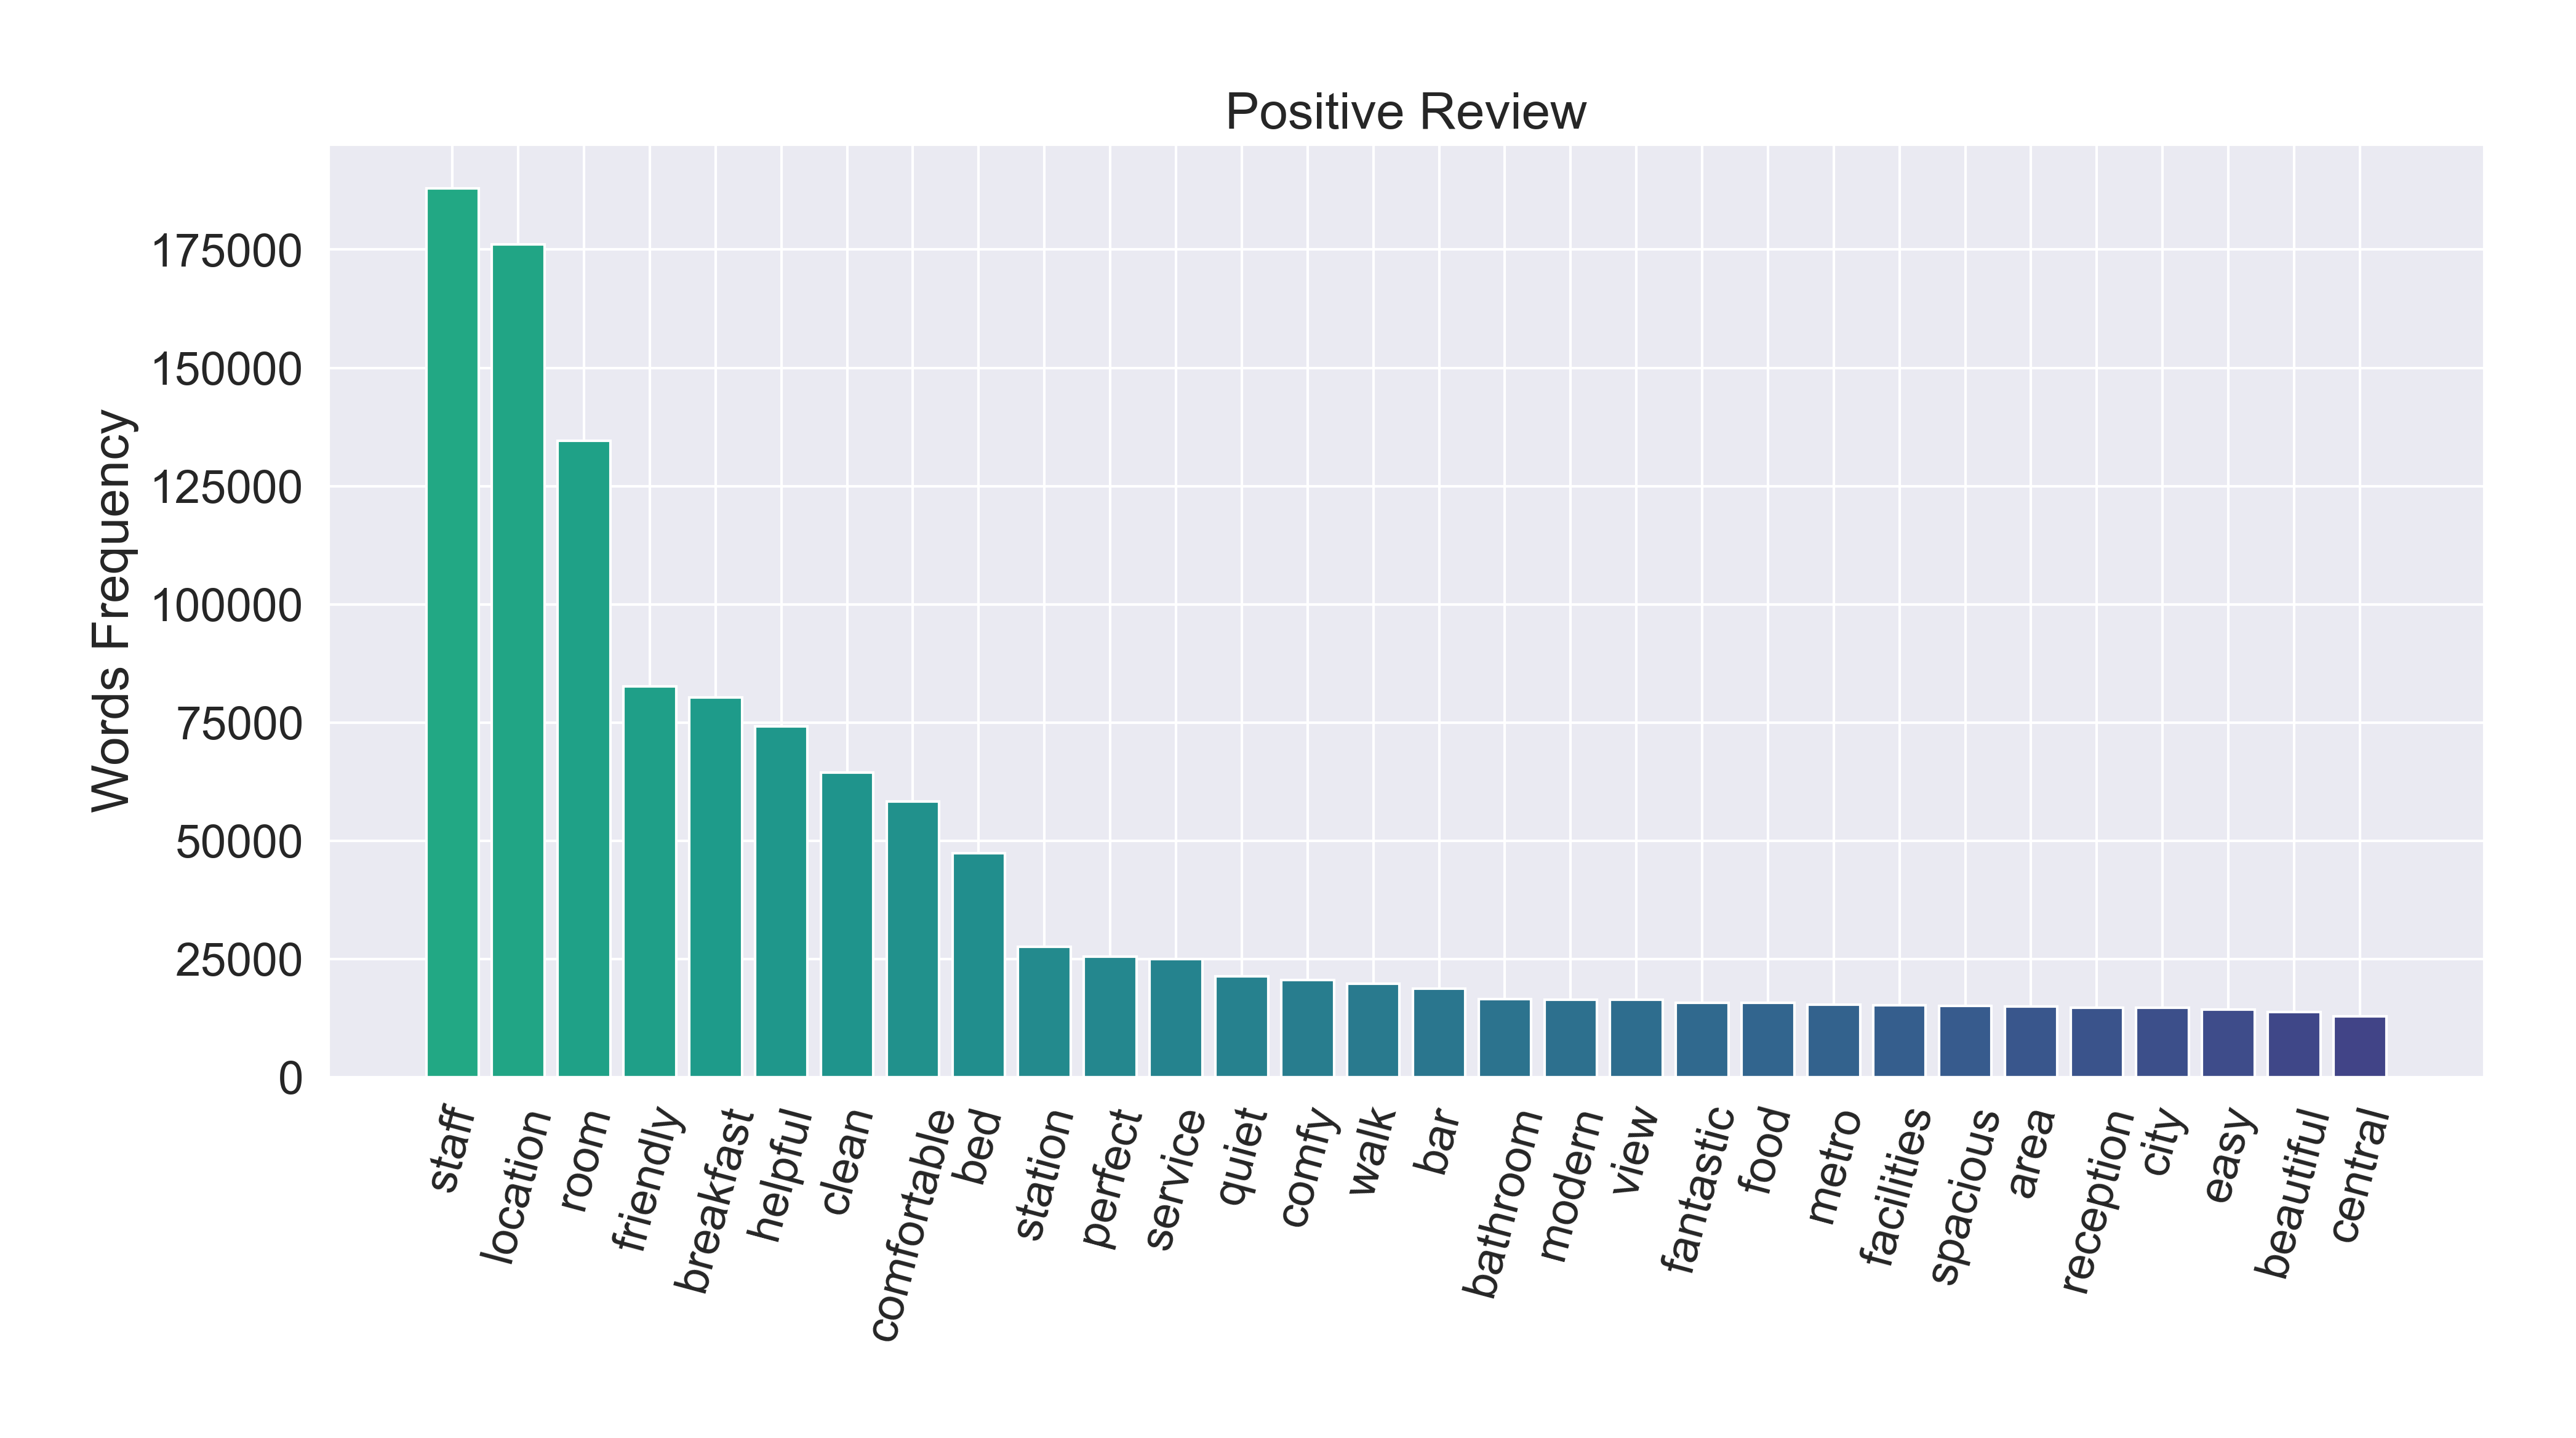 Positive Review
Words Frequency
175000
150000
125000
100000
75000
50000
25000
0
staff
location
room
friendly
breakfast
helpful
clean
comfortable
bed
station
perfect
service
quiet
comfy
walk
bar
bathroom
modern
view
fantastic
food
metro
facilities
spacious
area
reception
city
easy
beautiful
central